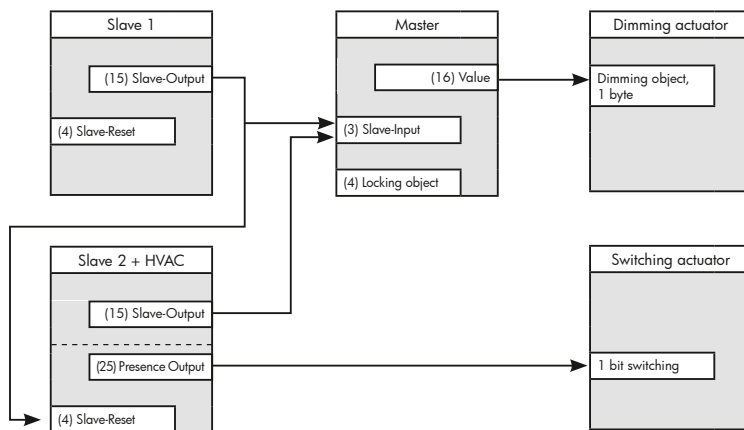 Slave 1
(15) Slave-Output
(4) Slave-Reset
Master
(16) Value
(3) Slave-Input
(4) Locking object
Dimming actuator
Dimming object,
1 byte
Slave 2 + HVAC
(15) Slave-Output
(25) Presence Output
(4) Slave-Reset
Switching actuator
1 bit switching